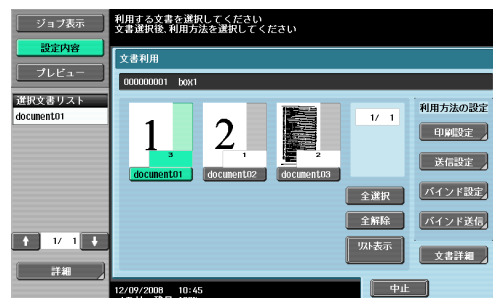 ジョブ表示
設定内容
プレビュー
選択文書リスト
document01
1/ 1
詳細
利用する文書を選択してください
文書選択後、利用方法を選択してください
文書利用
000000001 box1
1
3
document01
2
1
document02
2
document03
1/ 1
全選択
全解除
リスト表示
利用方法の設定
印刷設定
送信設定
バインド設定
バインド送信
文書詳細
12/09/2008 10:45
中止